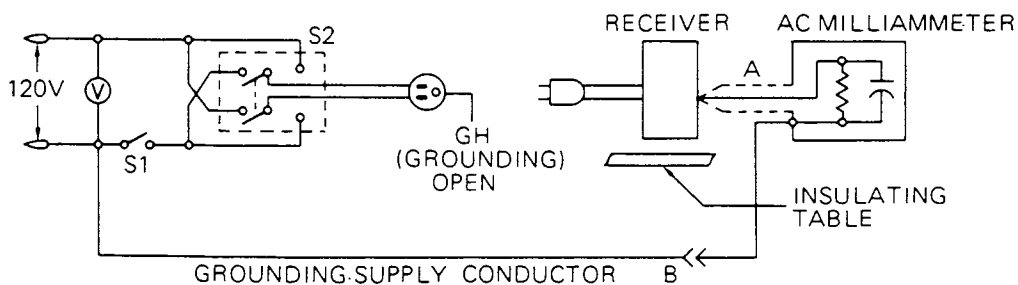 RECEIVER
AC MILLIAMMETER
S2
A
120V
V
S1
GH
(GROUNDING)
OPEN
INSULATING
TABLE
GROUNDING-SUPPLY CONDUCTOR
B